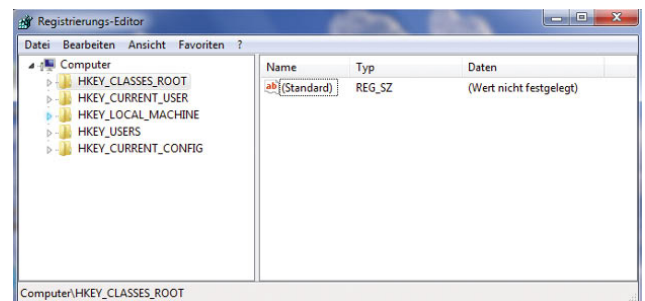 Registrierungs-Editor
Datei Bearbeiten Ansicht Favoriten ?
Computer
HKEY_CLASSES_ROOT
HKEY_CURRENT_USER
HKEY_LOCAL_MACHINE
HKEY_USERS
HKEY_CURRENT_CONFIG
Name Typ Daten
ab (Standard) REG_SZ (Wert nicht festgelegt)
Computer\HKEY_CLASSES_ROOT